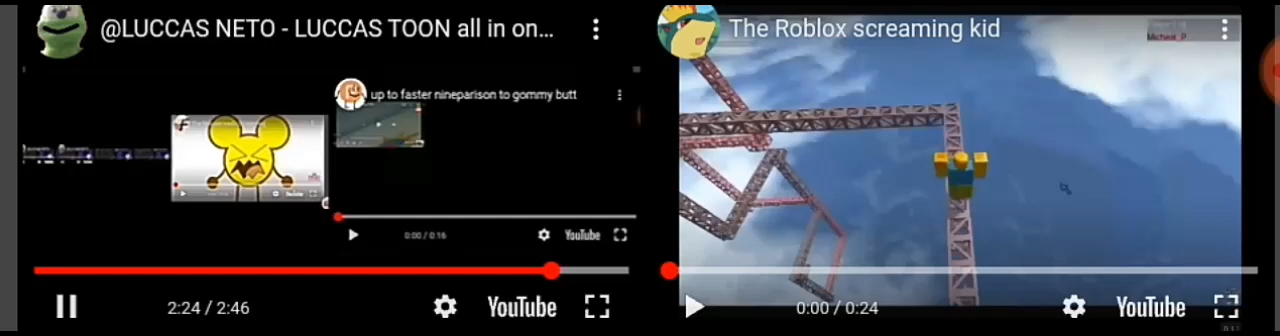 @LUCCAS NETO - LUCCAS TOON all in on...
up to faster nineparison to gommy butt
0:00 / 0:16
YouTube
2:24 / 2:46
YouTube
The Roblox screaming kid
Micheal_P
0:00 / 0:24
YouTube